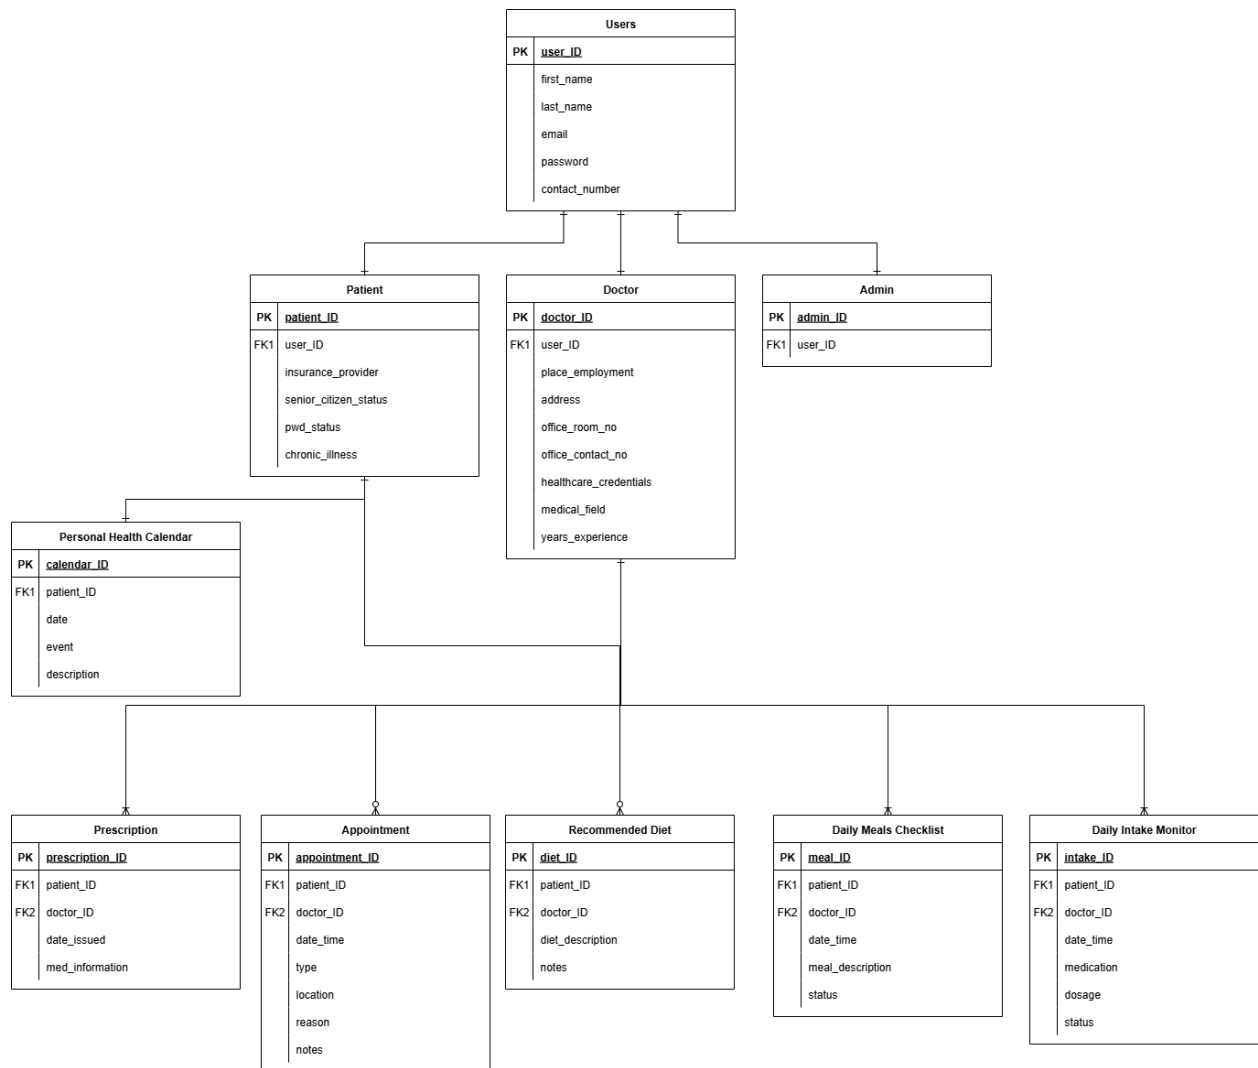 Users
PK user_ID
first_name
last_name
email
password
contact_number
Patient
PK patient_ID
FK1 user_ID
insurance_provider
senior_citizen_status
pwd_status
chronic_illness
Doctor
PK doctor_ID
FK1 user_ID
place_employment
address
office_room_no
office_contact_no
healthcare_credentials
medical_field
years_experience
Admin
PK admin_ID
FK1 user_ID
Personal Health Calendar
PK calendar_ID
FK1 patient_ID
date
event
description
Prescription
PK prescription_ID
FK1 patient_ID
FK2 doctor_ID
date_issued
med_information
Appointment
PK appointment_ID
FK1 patient_ID
FK2 doctor_ID
date_time
type
location
reason
notes
Recommended Diet
PK diet_ID
FK1 patient_ID
FK2 doctor_ID
diet_description
notes
Daily Meals Checklist
PK meal_ID
FK1 patient_ID
FK2 doctor_ID
date_time
meal_description
status
Daily Intake Monitor
PK intake_ID
FK1 patient_ID
FK2 doctor_ID
date_time
medication
dosage
status